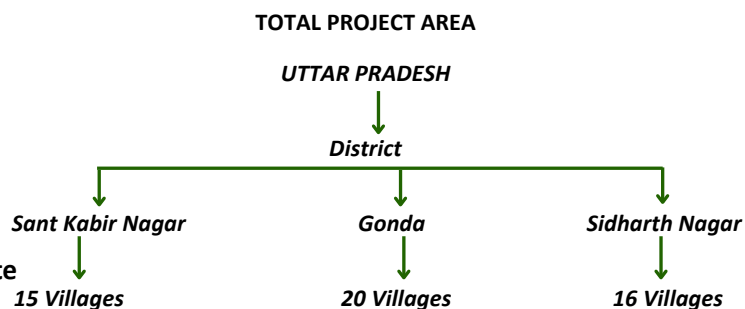 TOTAL PROJECT AREA
UTTAR PRADESH
District
Sant Kabir Nagar Gonda Sidharth Nagar
15 Villages 20 Villages 16 Villages